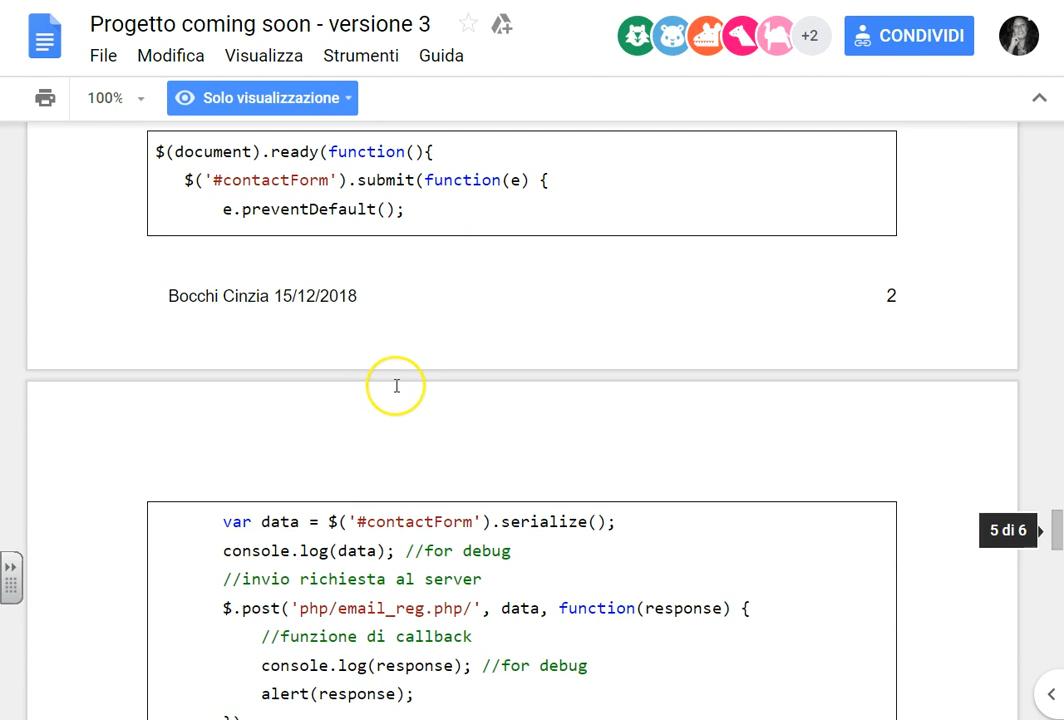 Progetto coming soon - versione 3
File Modifica Visualizza Strumenti Guida
+2
CONDIVIDI
100%
Solo visualizzazione
$(document).ready(function(){
$('#contactForm').submit(function(e) {
e.preventDefault();
Bocchi Cinzia 15/12/2018
2
var data = $('#contactForm').serialize();
console.log(data); //for debug
5 di 6
//invio richiesta al server
$.post('php/email_reg.php/', data, function(response) {
//funzione di callback
console.log(response); //for debug
alert(response);
})